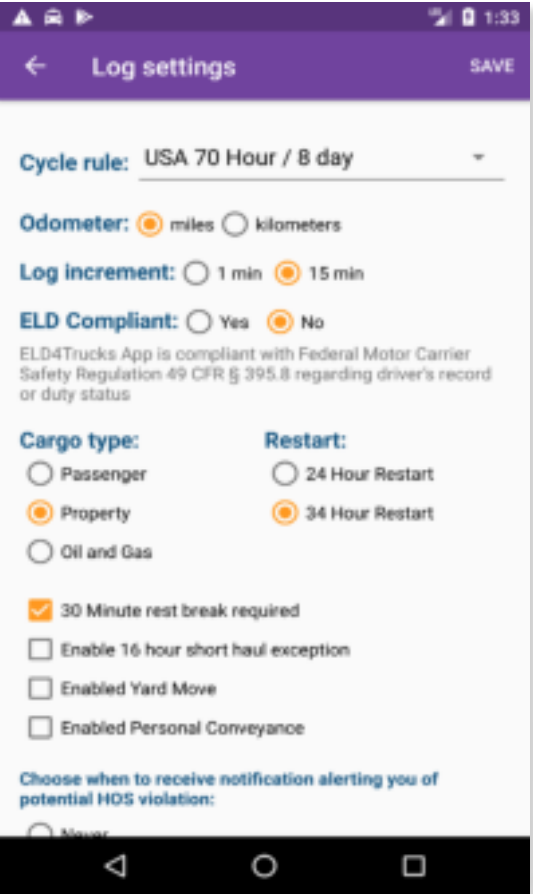 1:33
Log settings SAVE
Cycle rule: USA 70 Hour / 8 day
Odometer: miles kilometers
Log increment: 1 min 15 min
ELD Compliant: Yes No
ELD4Trucks App is compliant with Federal Motor Carrier
Safety Regulation 49 CFR § 395.8 regarding driver's record
or duty status
Cargo type: Restart:
Passenger 24 Hour Restart
Property 34 Hour Restart
Oil and Gas
30 Minute rest break required
Enable 16 hour short haul exception
Enabled Yard Move
Enabled Personal Conveyance
Choose when to receive notification alerting you of
potential HOS violation:
Never